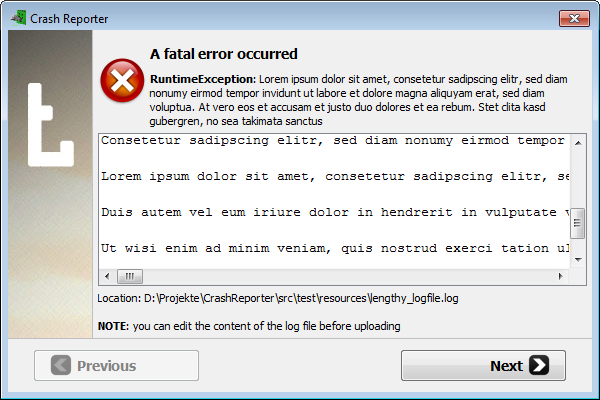 Crash Reporter
A fatal error occurred
RuntimeException: Lorem ipsum dolor sit amet, consetetur sadipscing elitr, sed diam
nonumy eirmod tempor invidunt ut labore et dolore magna aliquyam erat, sed diam
voluptua. At vero eos et accusam et justo duo dolores et ea rebum. Stet clita kasd
gubergren, no sea takimata sanctus
Consetetur sadipscing elitr, sed diam nonumy eirmod tempor
Lorem ipsum dolor sit amet, consetetur sadipscing elitr, se
Duis autem vel eum iriure dolor in hendrerit in vulputate v
Ut wisi enim ad minim veniam, quis nostrud exerci tation ul
Location: D:\Projekte\CrashReporter\src\test\resources\lengthy_logfile.log
NOTE: you can edit the content of the log file before uploading
Previous
Next